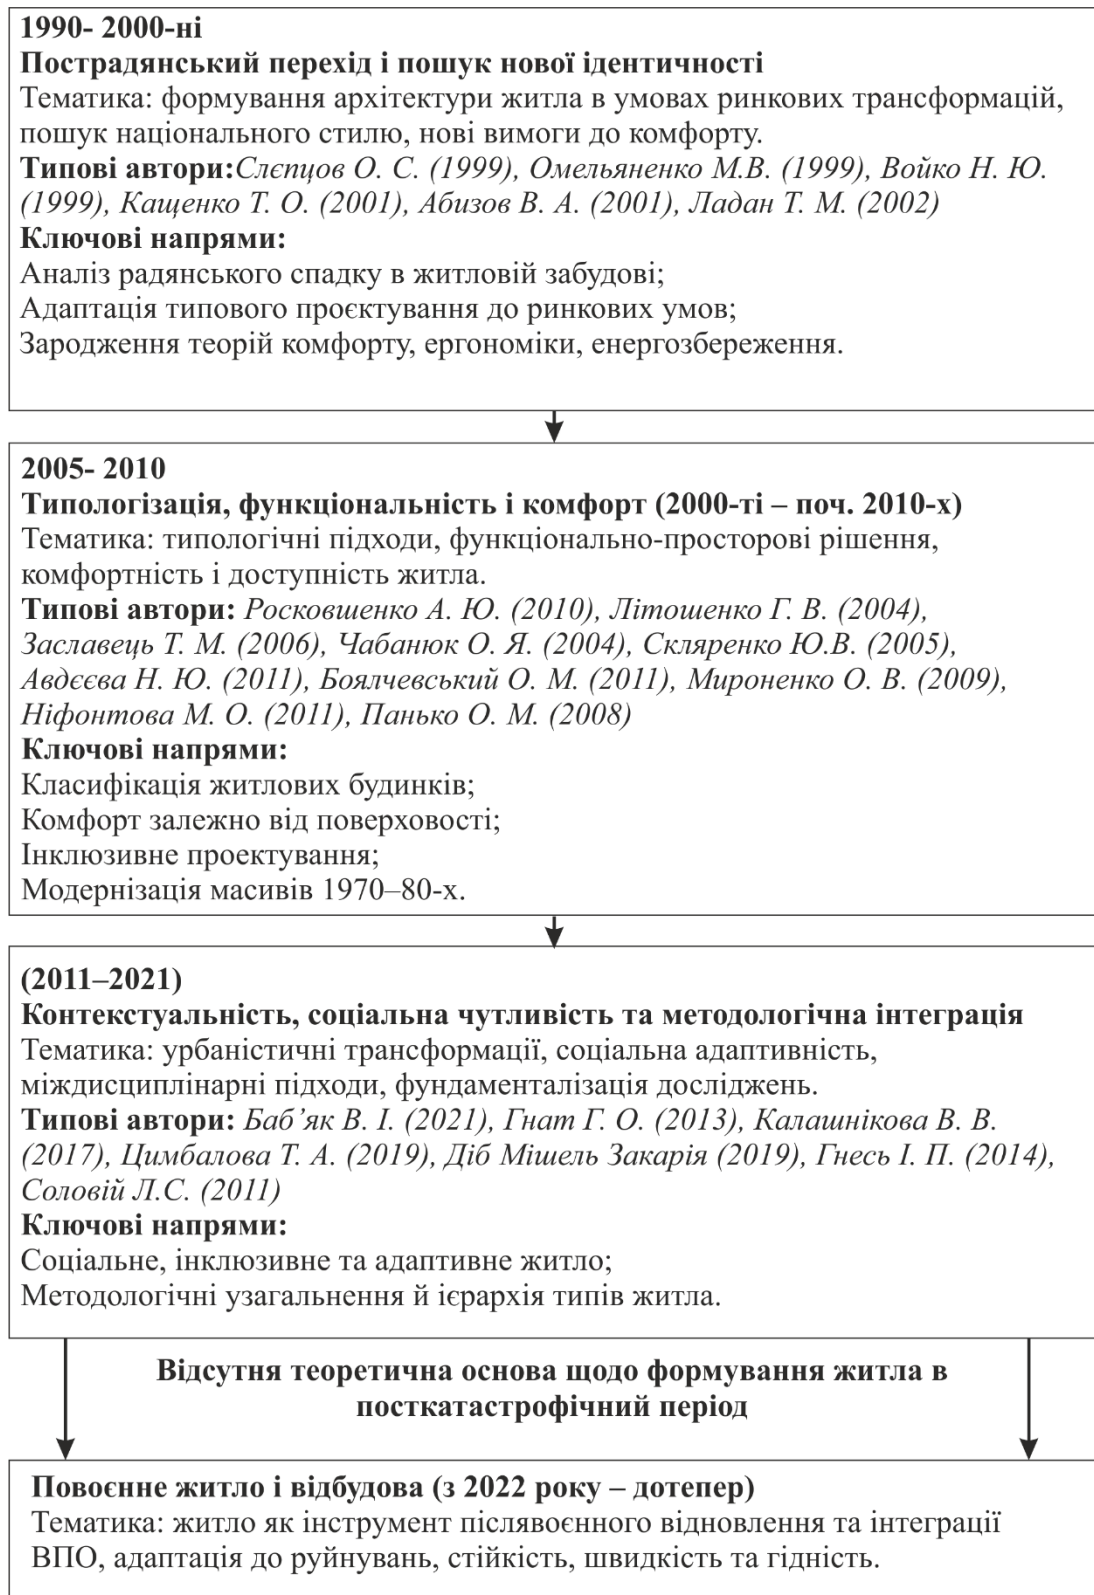 1990- 2000-ні
Пострадянський перехід і пошук нової ідентичності
Тематика: формування архітектури житла в умовах ринкових трансформацій,
пошук національного стилю, нові вимоги до комфорту.
Типові автори:Слєпцов О. С. (1999), Омельяненко М.В. (1999), Войко Н. Ю.
(1999), Кащенко Т. О. (2001), Абизов В. А. (2001), Ладан Т. М. (2002)
Ключові напрями:
Аналіз радянського спадку в житловій забудові;
Адаптація типового проєктування до ринкових умов;
Зародження теорій комфорту, ергономіки, енергозбереження.
2005- 2010
Типологізація, функціональність і комфорт (2000-ті – поч. 2010-х)
Тематика: типологічні підходи, функціонально-просторові рішення,
комфортність і доступність житла.
Типові автори: Росковшенко А. Ю. (2010), Літошенко Г. В. (2004),
Заславець Т. М. (2006), Чабанюк О. Я. (2004), Скляренко Ю.В. (2005),
Авдєєва Н. Ю. (2011), Боялчевський О. М. (2011), Мироненко О. В. (2009),
Ніфонтова М. О. (2011), Панько О. М. (2008)
Ключові напрями:
Класифікація житлових будинків;
Комфорт залежно від поверховості;
Інклюзивне проектування;
Модернізація масивів 1970–80-х.
(2011–2021)
Контекстуальність, соціальна чутливість та методологічна інтеграція
Тематика: урбаністичні трансформації, соціальна адаптивність,
міждисциплінарні підходи, фундаменталізація досліджень.
Типові автори: Баб’як В. І. (2021), Гнат Г. О. (2013), Калашнікова В. В.
(2017), Цимбалова Т. А. (2019), Діб Мішель Закарія (2019), Гнесь І. П. (2014),
Соловій Л.С. (2011)
Ключові напрями:
Соціальне, інклюзивне та адаптивне житло;
Методологічні узагальнення й ієрархія типів житла.
Відсутня теоретична основа щодо формування житла в
посткатастрофічний період
Повоєнне житло і відбудова (з 2022 року – дотепер)
Тематика: житло як інструмент післявоєнного відновлення та інтеграції
ВПО, адаптація до руйнувань, стійкість, швидкість та гідність.